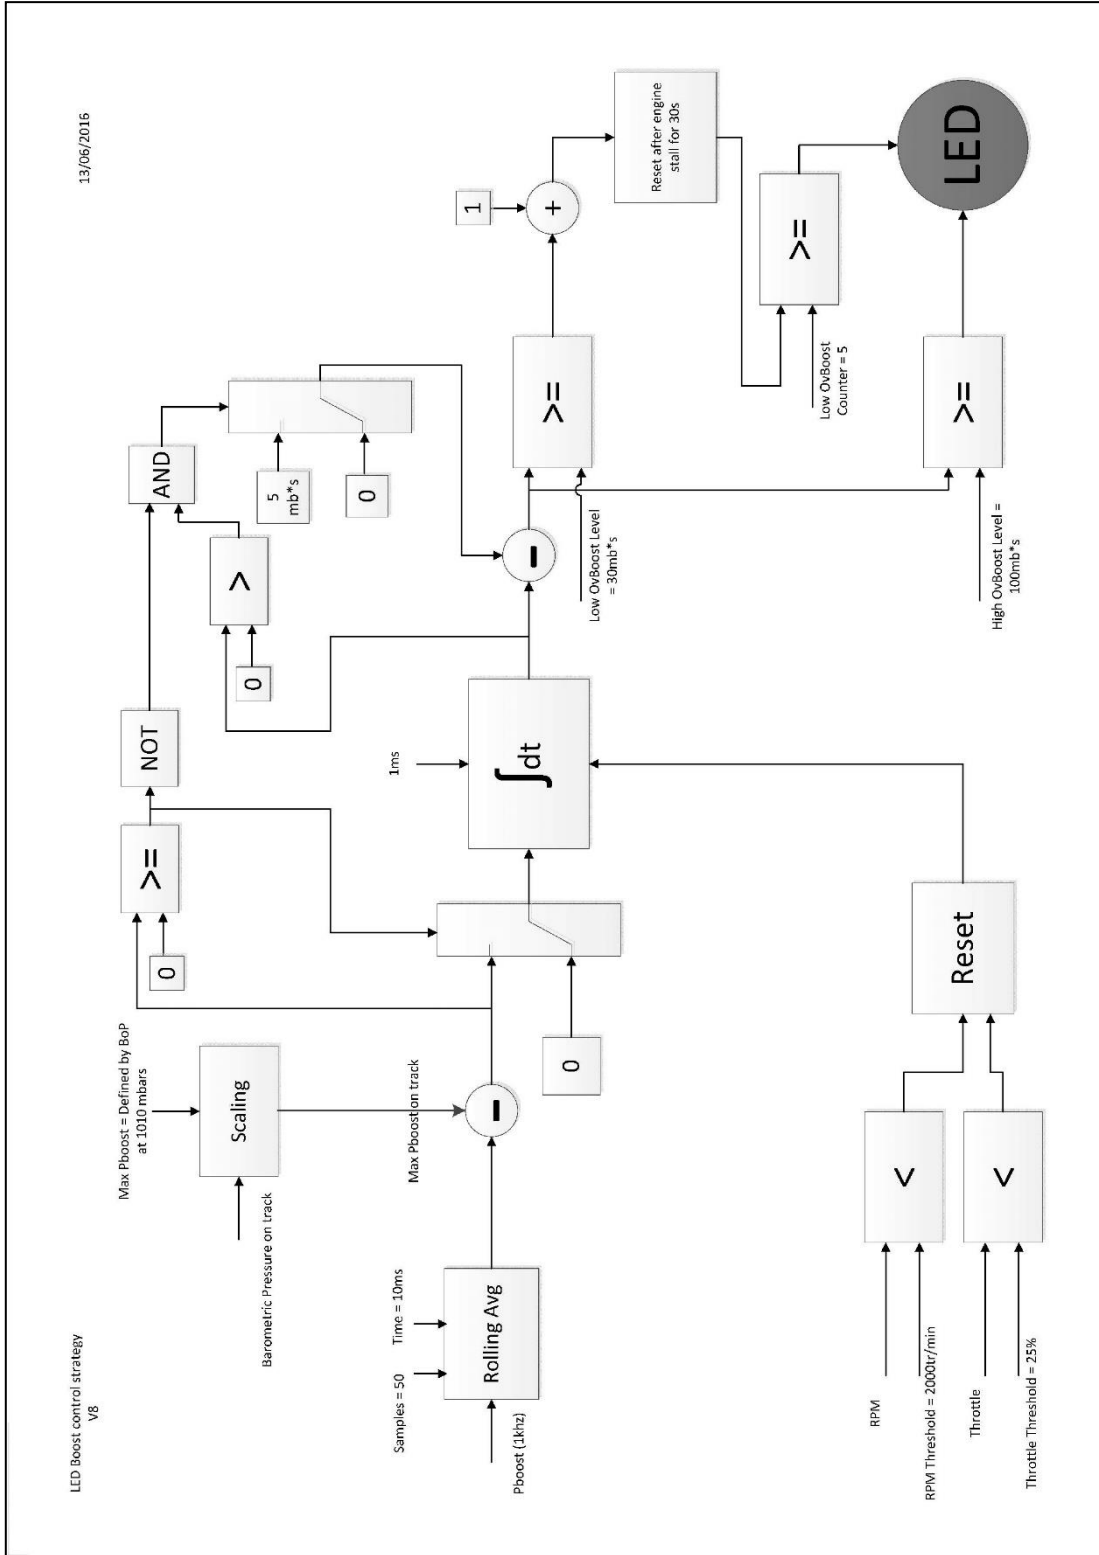 LED Boost control strategy
V8
13/06/2016
Max Pboost = Defined by BoP
at 1010 mbars
Barometric Pressure on track
Scaling
Max Pboost on track
Samples = 50
Time = 10ms
Pboost (1khz)
Rolling Avg
-
0
>=
0
NOT
AND
>
0
5
mb*s
0
1ms
∫dt
-
Low OvBoost Level
= 30mb*s
>=
1
+
Reset after engine
stall for 30s
Low OvBoost
Counter = 5
>=
High OvBoost Level =
100mb*s
>=
LED
RPM
RPM Threshold = 2000tr/min
<
Throttle
Throttle Threshold = 25%
<
Reset